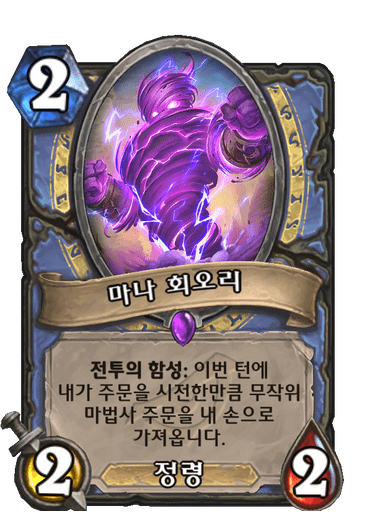 2
마나 회오리
전투의 함성: 이번 턴에
내가 주문을 시전한만큼 무작위
마법사 주문을 내 손으로
가져옵니다.
2 정령 2